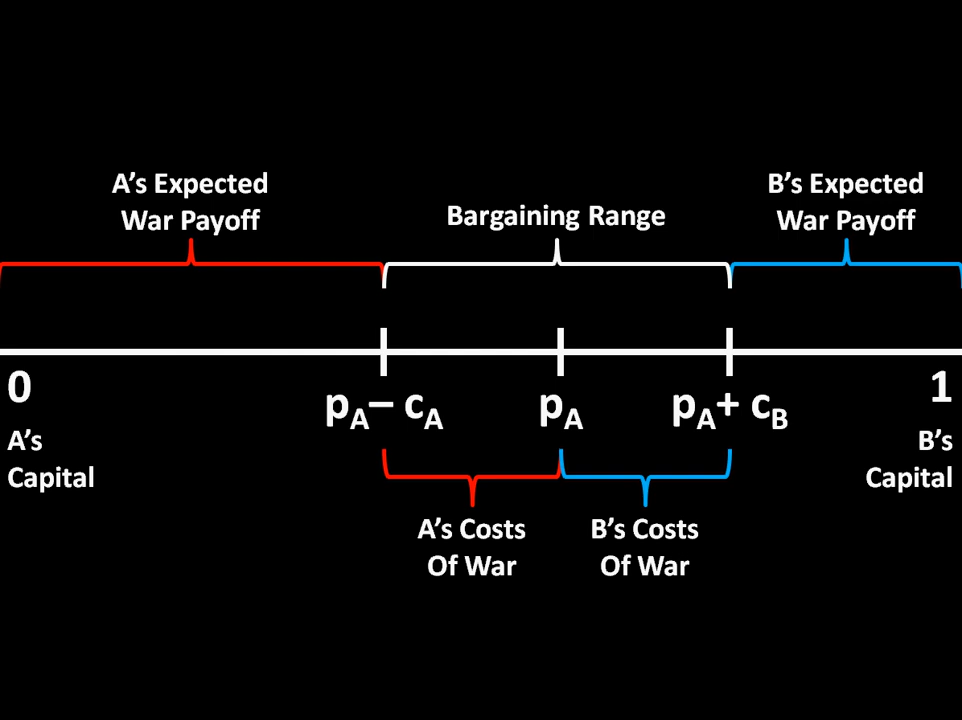 A's Expected
War Payoff
Bargaining Range
B's Expected
War Payoff
0
p_A – c_A
p_A
p_A + c_B
1
A's
Capital
B's
Capital
A's Costs
Of War
B's Costs
Of War